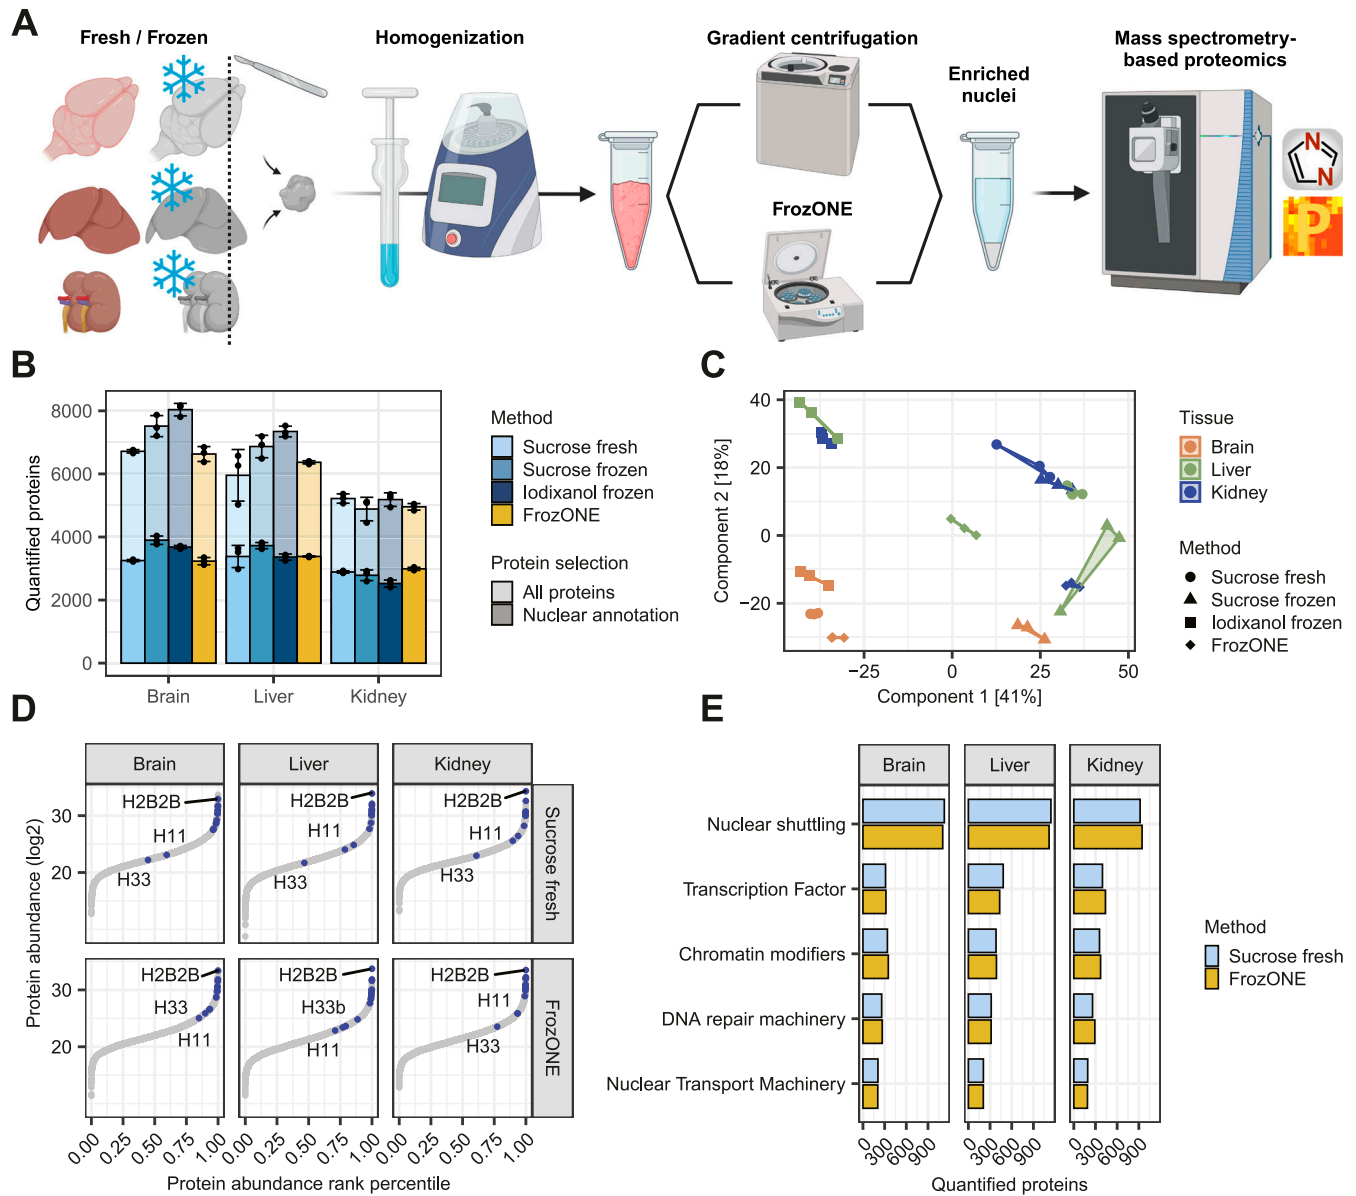 A
Fresh / Frozen
Homogenization
Gradient centrifugation
FrozONE
Enriched
nuclei
Mass spectrometry-
based proteomics
N
N
P
B
Quantified proteins
8000
6000
4000
2000
0
Brain
Liver
Kidney
Method
Sucrose fresh
Sucrose frozen
Iodixanol frozen
FrozONE
Protein selection
All proteins
Nuclear annotation
C
Component 2 [18%]
40
20
0
−20
−25
0
25
50
Component 1 [41%]
Tissue
Brain
Liver
Kidney
Method
Sucrose fresh
Sucrose frozen
Iodixanol frozen
FrozONE
D
Protein abundance (log2)
Brain
Liver
Kidney
30
20
H2B2B
H11
H33
H2B2B
H11
H33
H2B2B
H11
H33
Sucrose fresh
30
20
H2B2B
H33
H11
H2B2B
H33b
H11
H2B2B
H11
H33
FrozONE
0.00
0.25
0.50
0.75
1.00
0.00
0.25
0.50
0.75
1.00
0.00
0.25
0.50
0.75
1.00
Protein abundance rank percentile
E
Brain
Liver
Kidney
Nuclear shuttling
Transcription Factor
Chromatin modifiers
DNA repair machinery
Nuclear Transport Machinery
0
300
600
900
0
300
600
900
0
300
600
900
Quantified proteins
Method
Sucrose fresh
FrozONE